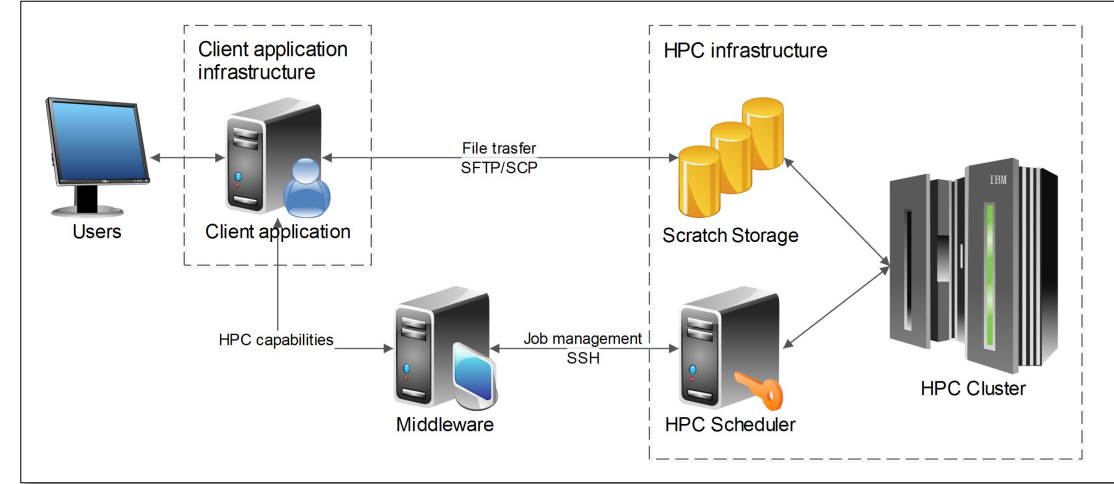 Client application
infrastructure
HPC infrastructure
File trasfer
SFTP/SCP
IBM
Users
Client application
Scratch Storage
HPC capabilities
Job management
SSH
HPC Cluster
Middleware
HPC Scheduler